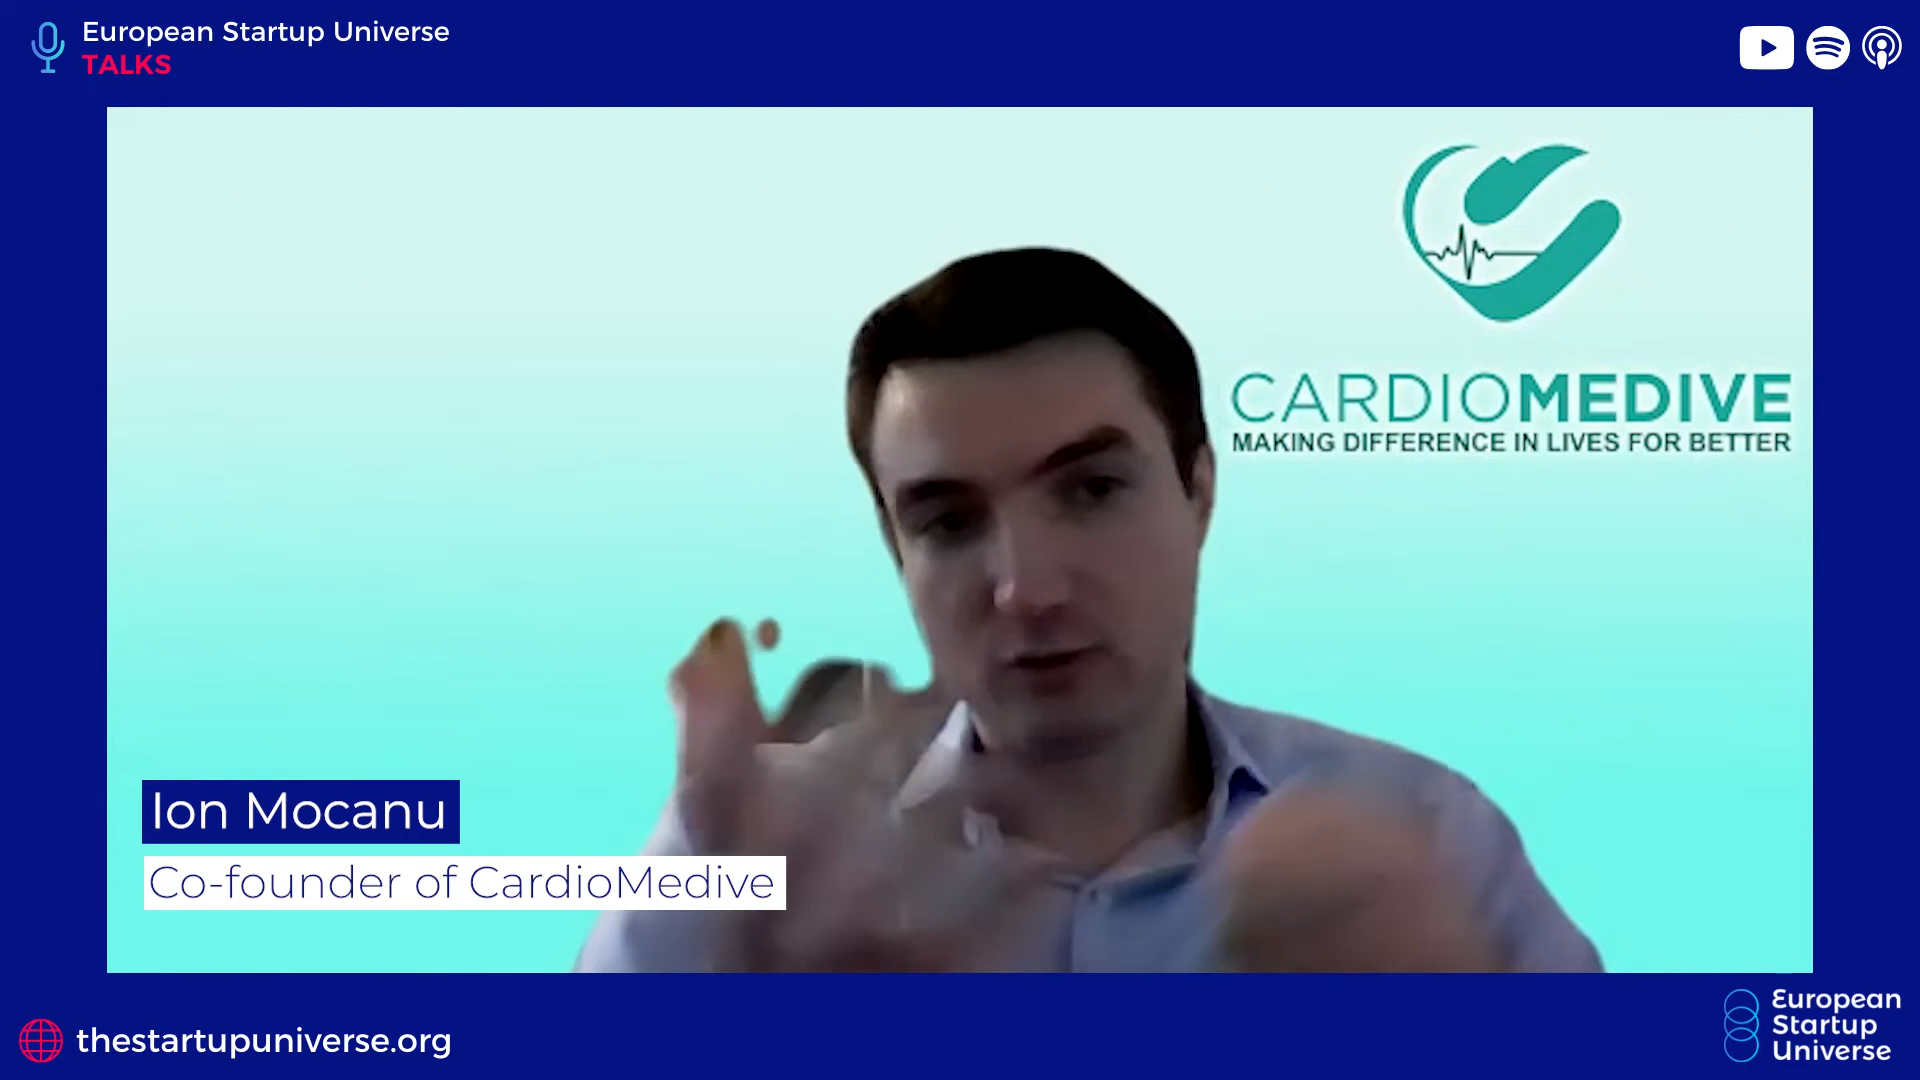 European Startup Universe
TALKS
CARDIOMEDIVE
MAKING DIFFERENCE IN LIVES FOR BETTER
Ion Mocanu
Co-founder of CardioMedive
thestartupuniverse.org
European
Startup
Universe